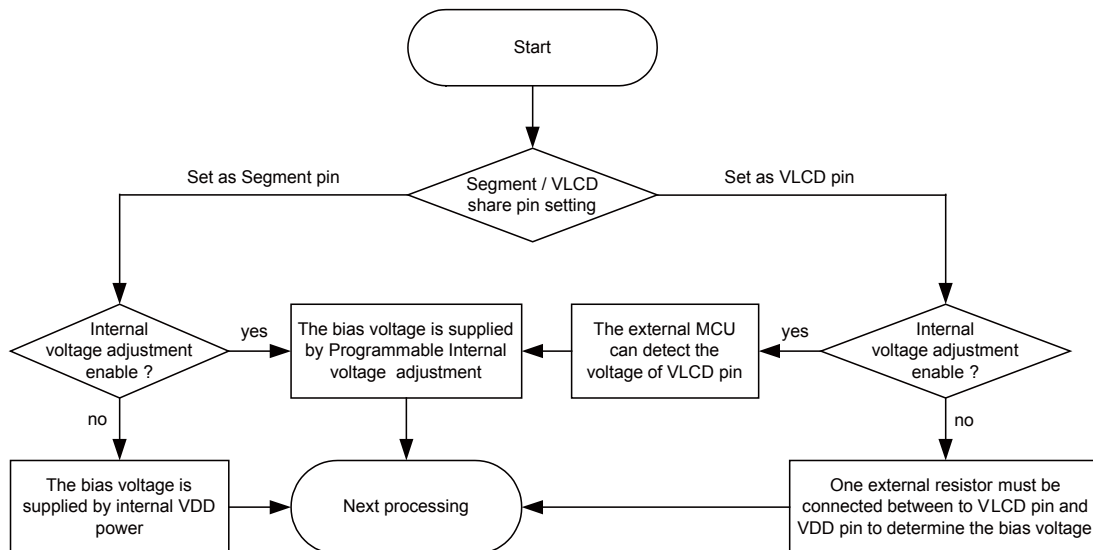 Start
Set as Segment pin
Segment / VLCD
share pin setting
Set as VLCD pin
Internal
voltage adjustment
enable ?
yes
The bias voltage is supplied
by Programmable Internal
voltage adjustment
The external MCU
can detect the
voltage of VLCD pin
yes
Internal
voltage adjustment
enable ?
no
no
The bias voltage is
supplied by internal VDD
power
Next processing
One external resistor must be
connected between to VLCD pin and
VDD pin to determine the bias voltage